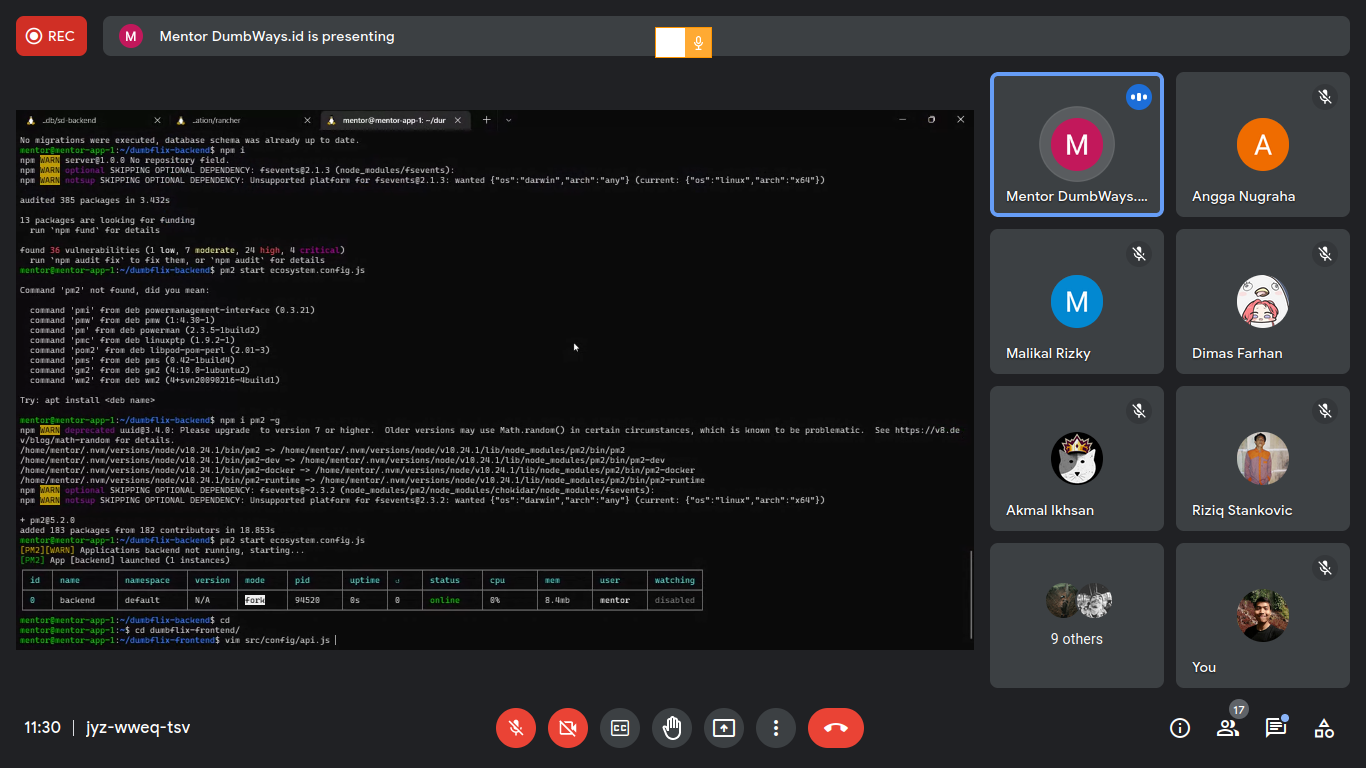 REC
M
Mentor DumbWays.id is presenting
_db/sd-backend
_ation/rancher
mentor@mentor-app-1: ~/dur
No migrations were executed, database schema was already up to date.
mentor@mentor-app-1:~/dumbflix-backend$ npm i
npm WARN server@1.0.0 No repository field.
npm WARN optional SKIPPING OPTIONAL DEPENDENCY: fsevents@2.1.3 (node_modules/fsevents):
npm WARN notsup SKIPPING OPTIONAL DEPENDENCY: Unsupported platform for fsevents@2.1.3: wanted {"os":"darwin","arch":"any"} (current: {"os":"linux","arch":"x64"})
audited 385 packages in 3.432s
13 packages are looking for funding
run `npm fund` for details
found 36 vulnerabilities (1 low, 7 moderate, 24 high, 4 critical)
run `npm audit fix` to fix them, or `npm audit` for details
mentor@mentor-app-1:~/dumbflix-backend$ pm2 start ecosystem.config.js
Command 'pm2' not found, did you mean:
command 'pmi' from deb powermanagement-interface (0.3.21)
command 'pmw' from deb pmw (1:4.30-1)
command 'pm' from deb powerman (2.3.5-1build2)
command 'pmc' from deb linuxptp (1.9.2-1)
command 'pom2' from deb libpod-pom-perl (2.01-3)
command 'pms' from deb pms (0.42-1build4)
command 'gm2' from deb gm2 (4:10.0-1ubuntu2)
command 'wm2' from deb wm2 (4+svn20090216-4build1)
Try: apt install <deb name>
mentor@mentor-app-1:~/dumbflix-backend$ npm i pm2 -g
npm WARN deprecated uuid@3.4.0: Please upgrade  to version 7 or higher.  Older versions may use Math.random() in certain circumstances, which is known to be problematic.  See https://v8.de
v/blog/math-random for details.
/home/mentor/.nvm/versions/node/v10.24.1/bin/pm2 -> /home/mentor/.nvm/versions/node/v10.24.1/lib/node_modules/pm2/bin/pm2
/home/mentor/.nvm/versions/node/v10.24.1/bin/pm2-dev -> /home/mentor/.nvm/versions/node/v10.24.1/lib/node_modules/pm2/bin/pm2-dev
/home/mentor/.nvm/versions/node/v10.24.1/bin/pm2-docker -> /home/mentor/.nvm/versions/node/v10.24.1/lib/node_modules/pm2/bin/pm2-docker
/home/mentor/.nvm/versions/node/v10.24.1/bin/pm2-runtime -> /home/mentor/.nvm/versions/node/v10.24.1/lib/node_modules/pm2/bin/pm2-runtime
npm WARN optional SKIPPING OPTIONAL DEPENDENCY: fsevents@~2.3.2 (node_modules/pm2/node_modules/chokidar/node_modules/fsevents):
npm WARN notsup SKIPPING OPTIONAL DEPENDENCY: Unsupported platform for fsevents@2.3.2: wanted {"os":"darwin","arch":"any"} (current: {"os":"linux","arch":"x64"})
+ pm2@5.2.0
added 183 packages from 182 contributors in 18.853s
mentor@mentor-app-1:~/dumbflix-backend$ pm2 start ecosystem.config.js
[PM2][WARN] Applications backend not running, starting...
[PM2] App [backend] launched (1 instances)
id name namespace version mode pid uptime ↺ status cpu mem user watching
0 backend default N/A fork 94520 0s 0 online 0% 8.4mb mentor disabled
mentor@mentor-app-1:~/dumbflix-backend$ cd
mentor@mentor-app-1:~$ cd dumbflix-frontend/
mentor@mentor-app-1:~/dumbflix-frontend$ vim src/config/api.js
M
Mentor DumbWays....
A
Angga Nugraha
M
Malikal Rizky
Dimas Farhan
Akmal Ikhsan
Riziq Stankovic
9 others
You
11:30
jyz-wweq-tsv
CC
17